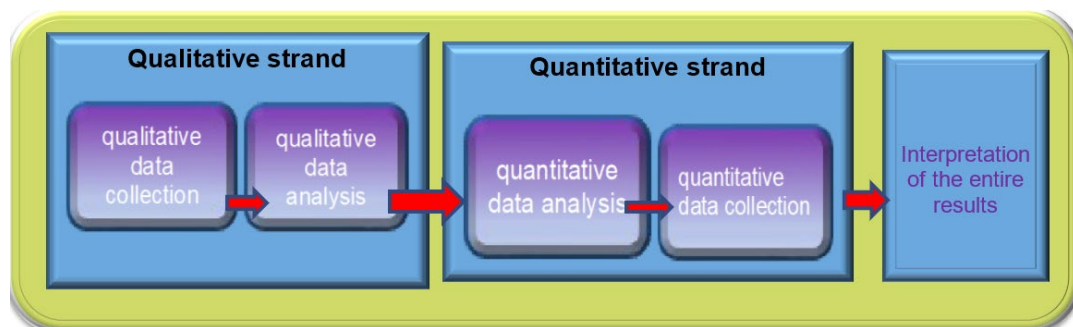 Qualitative strand
qualitative
data
collection
qualitative
data
analysis
Quantitative strand
quantitative
data analysis
quantitative
data collection
Interpretation
of the entire
results